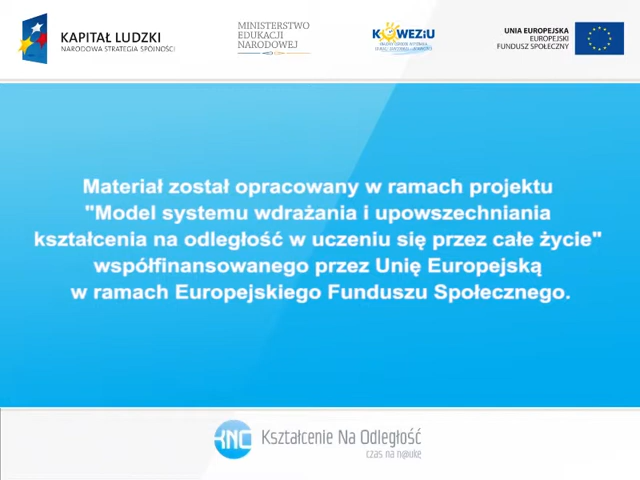 KAPITAŁ LUDZKI
NARODOWA STRATEGIA SPÓJNOŚCI
MINISTERSTWO
EDUKACJI
NARODOWEJ
KOWEZiU
UNIA EUROPEJSKA
EUROPEJSKI
FUNDUSZ SPOŁECZNY
Materiał został opracowany w ramach projektu
"Model systemu wdrażania i upowszechniania
kształcenia na odległość w uczeniu się przez całe życie"
współfinansowanego przez Unię Europejską
w ramach Europejskiego Funduszu Społecznego.
KNO Kształcenie Na Odległość
czas na n@ukę